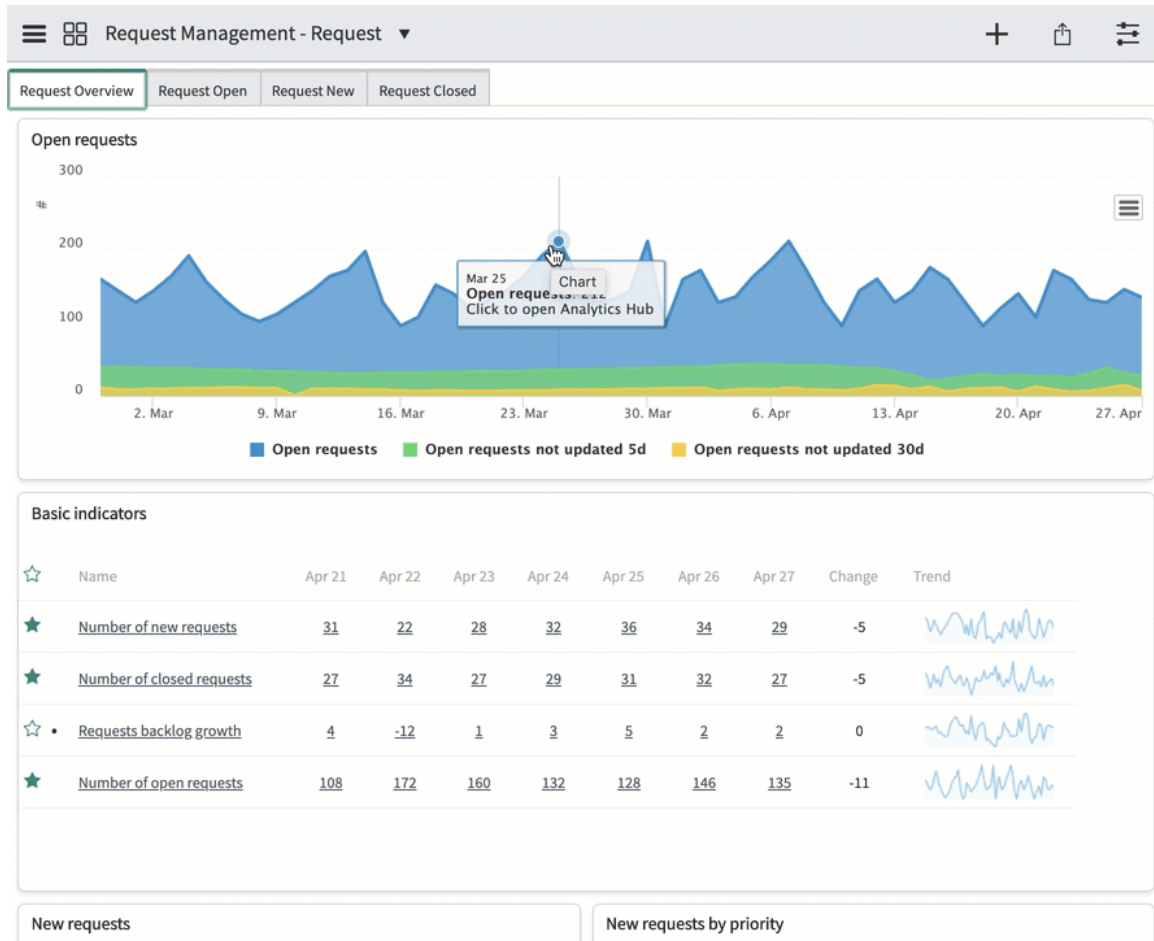 Request Management - Request ▼
Request Overview Request Open Request New Request Closed
Open requests
300
#
200
100
0
Mar 25
Open requests: 212
Click to open Analytics Hub
Chart
2. Mar 9. Mar 16. Mar 23. Mar 30. Mar 6. Apr 13. Apr 20. Apr 27. Apr
Open requests Open requests not updated 5d Open requests not updated 30d
Basic indicators
Name Apr 21 Apr 22 Apr 23 Apr 24 Apr 25 Apr 26 Apr 27 Change Trend
Number of new requests 31 22 28 32 36 34 29 -5
Number of closed requests 27 34 27 29 31 32 27 -5
Requests backlog growth 4 -12 1 3 5 2 2 0
Number of open requests 108 172 160 132 128 146 135 -11
New requests New requests by priority